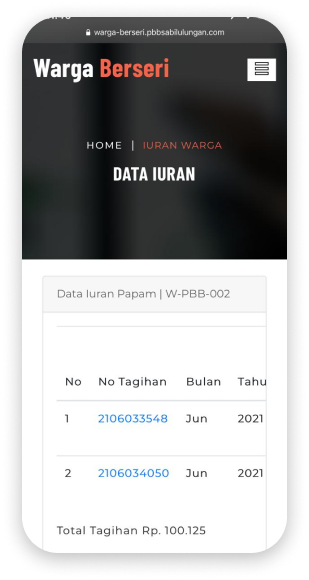 warga-berseri.pbbsabilulungan.com
Warga Berseri
HOME | IURAN WARGA
DATA IURAN
Data Iuran Papam | W-PBB-002
No No Tagihan Bulan Tahu
1 2106033548 Jun 2021
2 2106034050 Jun 2021
Total Tagihan Rp. 100.125